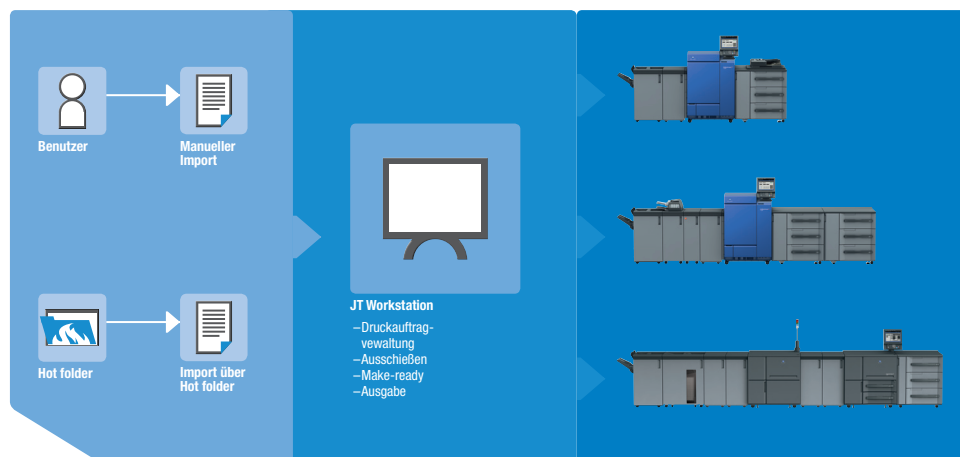 Benutzer
Manueller
Import
Hot folder
Import über
Hot folder
JT Workstation
–Druckauftrag-
vewaltung
–Ausschießen
–Make-ready
–Ausgabe